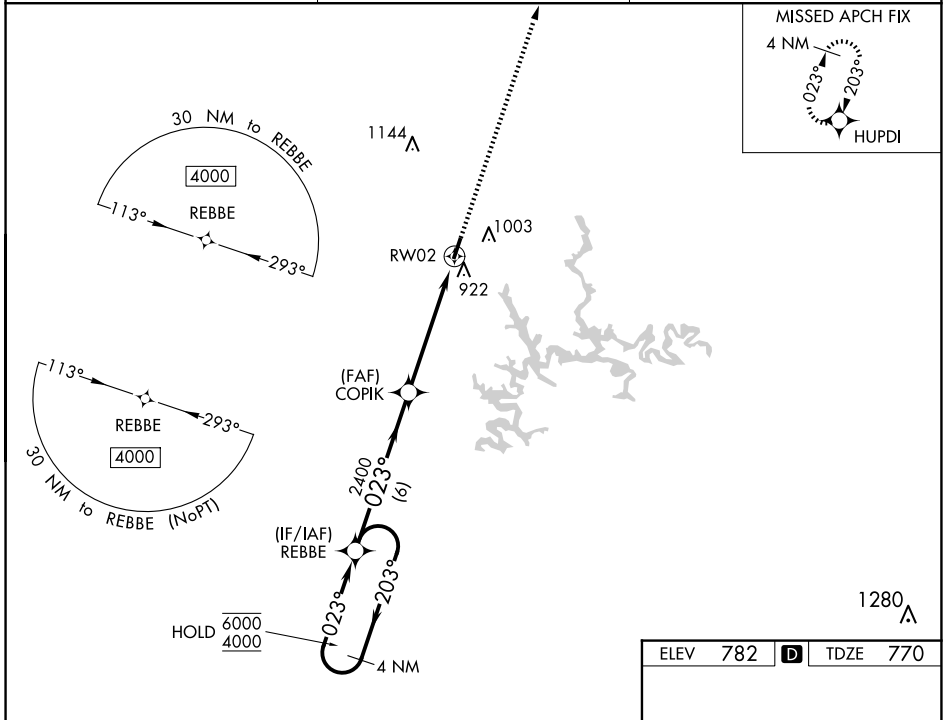 MISSED APCH FIX
4 NM
023°
203°
HUPDI
30 NM to REBBE
4000
REBBE
113°
293°
1144
1003
RW02
922
113°
293°
REBBE
4000
30 NM to REBBE (NoPT)
(FAF)
COPIK
2400
023°
(6)
(IF/IAF)
REBBE
023°
203°
HOLD 6000
4000
4 NM
1280
ELEV 782 D TDZE 770